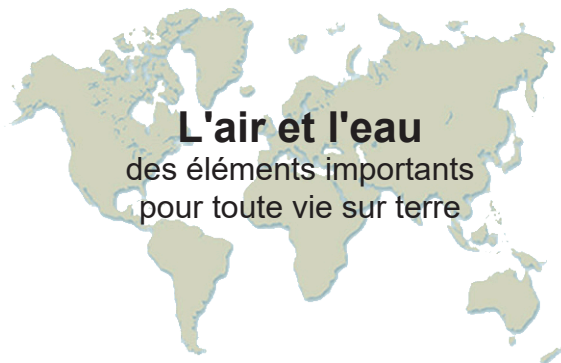 L'air et l'eau
des éléments importants
pour toute vie sur terre